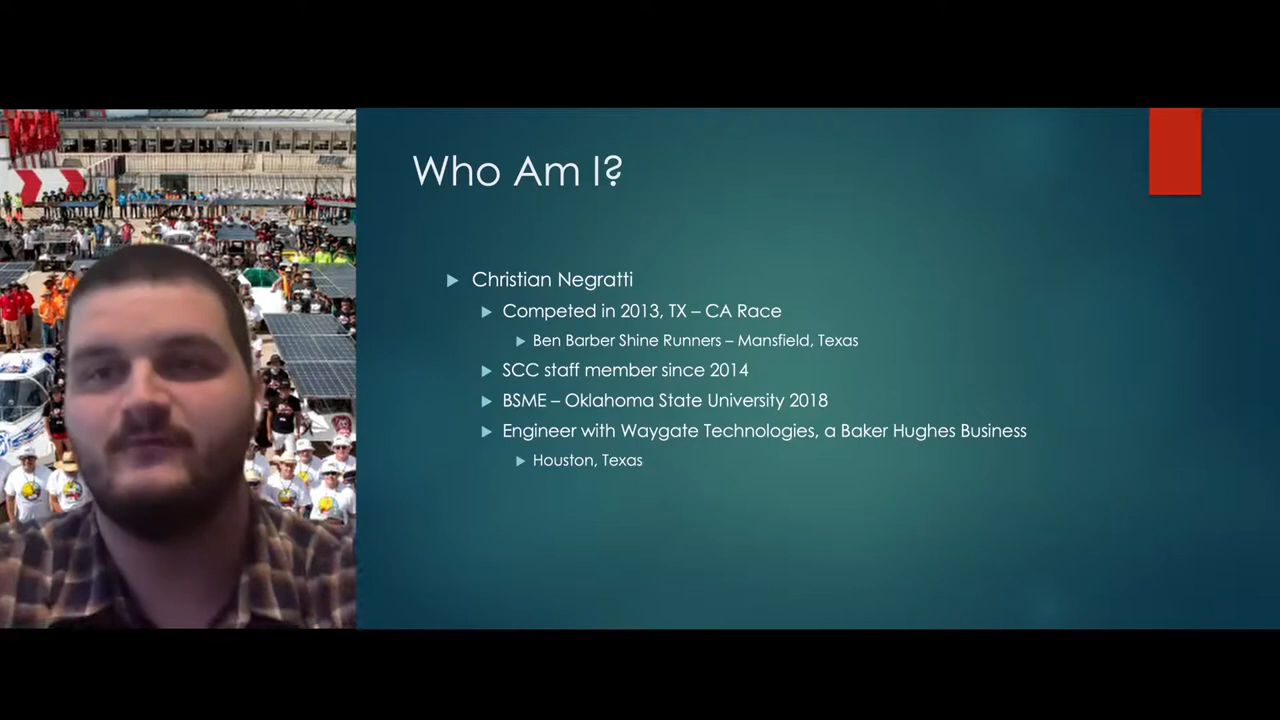 Who Am I?
Christian Negratti
Competed in 2013, TX – CA Race
Ben Barber Shine Runners – Mansfield, Texas
SCC staff member since 2014
BSME – Oklahoma State University 2018
Engineer with Waygate Technologies, a Baker Hughes Business
Houston, Texas